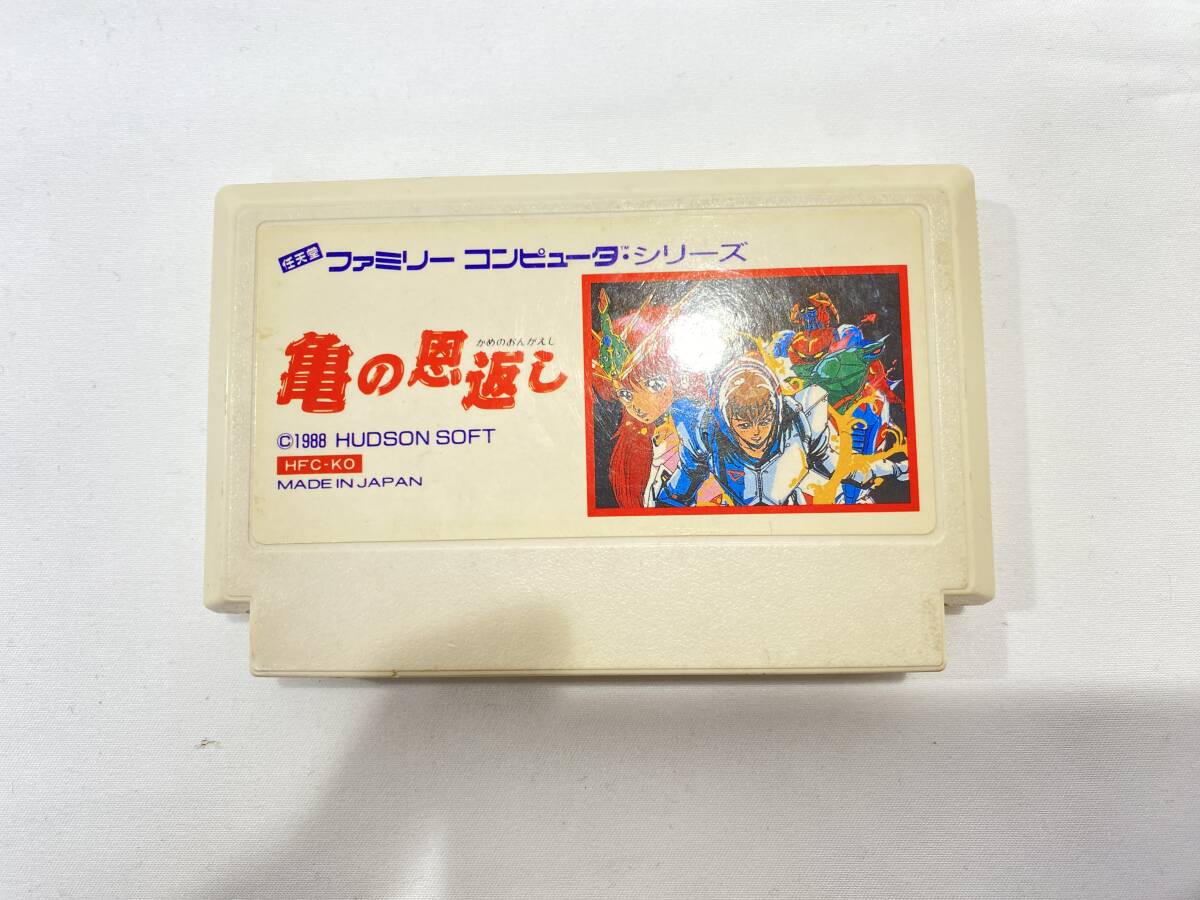 任天堂 ファミリー コンピュータ™・シリーズ
かめのおんがえし
亀の恩返し
©1988 HUDSON SOFT
HFC-KO
MADE IN JAPAN